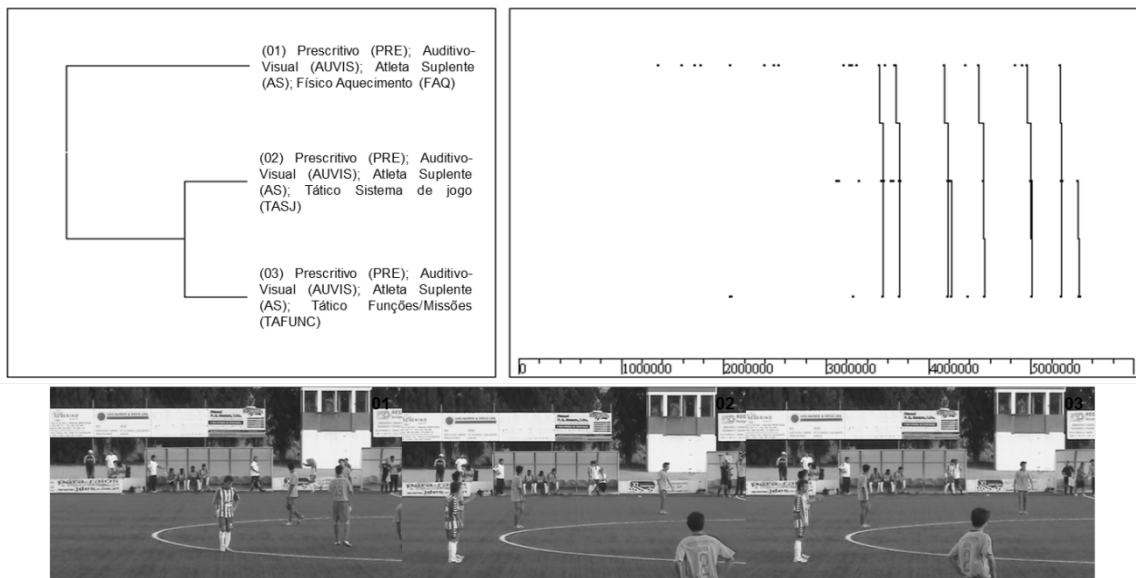 (01) Prescritivo (PRE); Auditivo-
Visual (AUVIS); Atleta Suplente
(AS); Físico Aquecimento (FAQ)
(02) Prescritivo (PRE); Auditivo-
Visual (AUVIS); Atleta Suplente
(AS); Tático Sistema de jogo
(TASJ)
(03) Prescritivo (PRE); Auditivo-
Visual (AUVIS); Atleta Suplente
(AS); Tático Funções/Missões
(TAFUNC)
0 1000000 2000000 3000000 4000000 5000000
01 02 03
para-raios